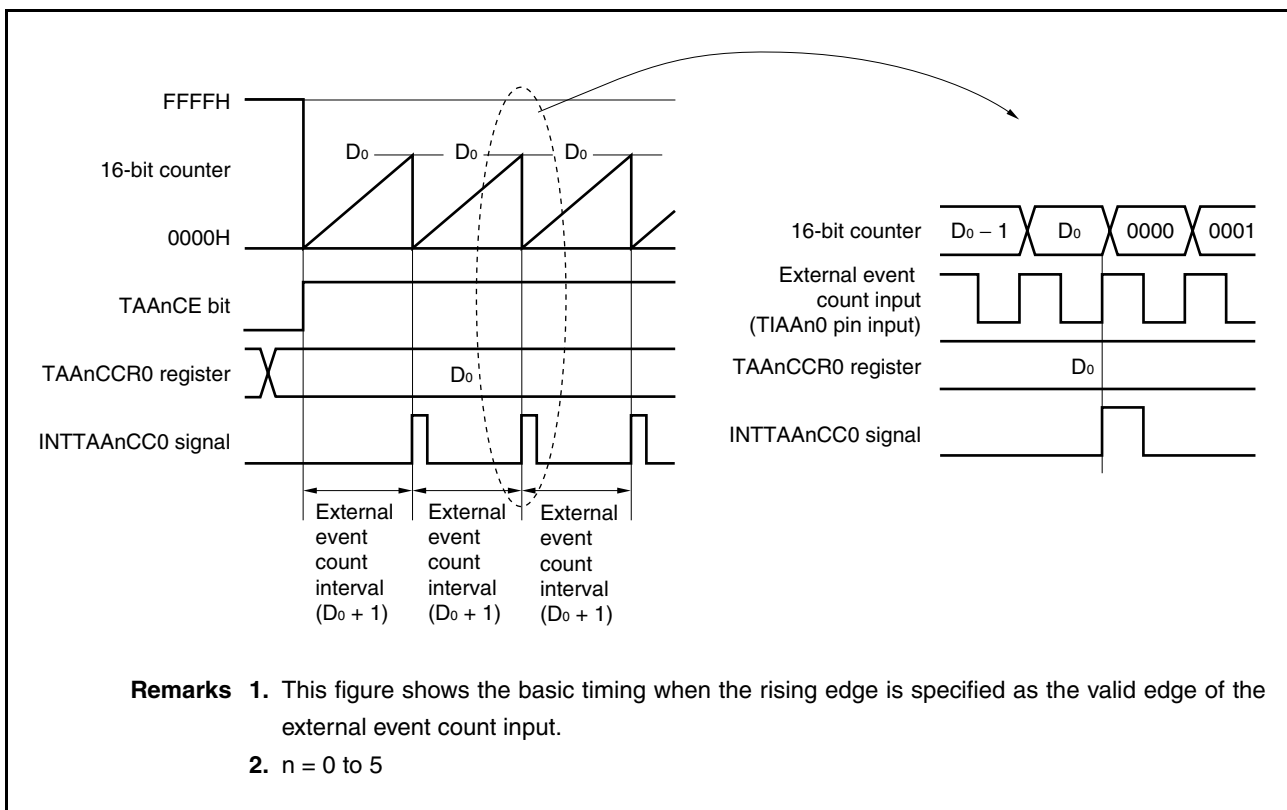 FFFFH
16-bit counter
0000H
D₀ D₀ D₀
TAAnCE bit
TAAnCCR0 register
D₀
INTTAAnCC0 signal
External
event
count
interval
(D₀ + 1)
External
event
count
interval
(D₀ + 1)
External
event
count
interval
(D₀ + 1)
16-bit counter
D₀ − 1 D₀ 0000 0001
External event
count input
(TIAAn0 pin input)
TAAnCCR0 register
D₀
INTTAAnCC0 signal
Remarks 1. This figure shows the basic timing when the rising edge is specified as the valid edge of the
external event count input.
2. n = 0 to 5